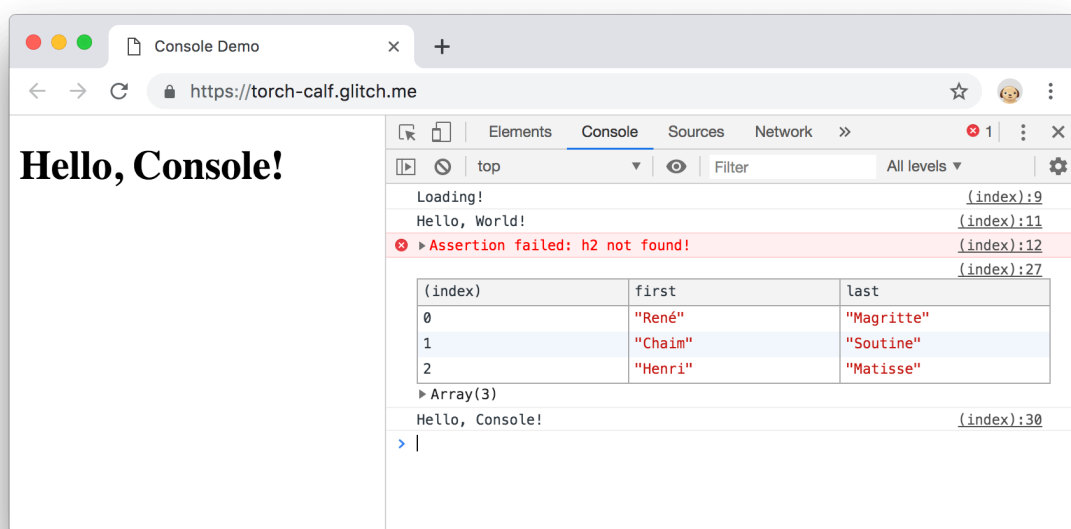 Console Demo
https://torch-calf.glitch.me
Hello, Console!
Elements Console Sources Network » 1
top Filter All levels
Loading! (index):9
Hello, World! (index):11
Assertion failed: h2 not found! (index):12
(index):27
(index) first last
0 "René" "Magritte"
1 "Chaim" "Soutine"
2 "Henri" "Matisse"
Array(3)
Hello, Console! (index):30
>